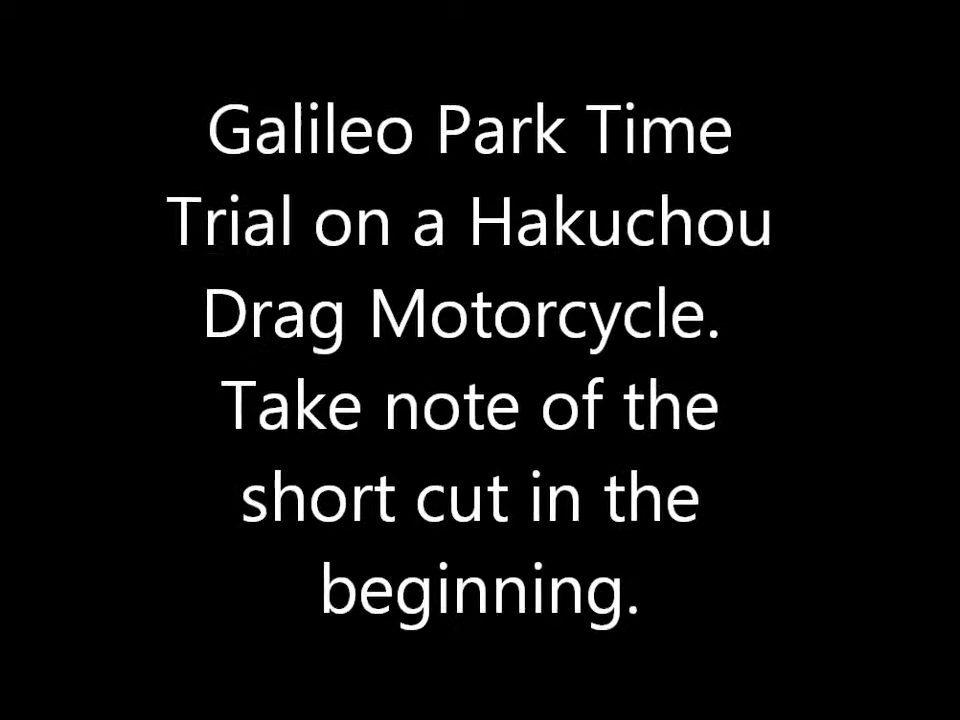 Galileo Park Time
Trial on a Hakuchou
Drag Motorcycle.
Take note of the
short cut in the
beginning.